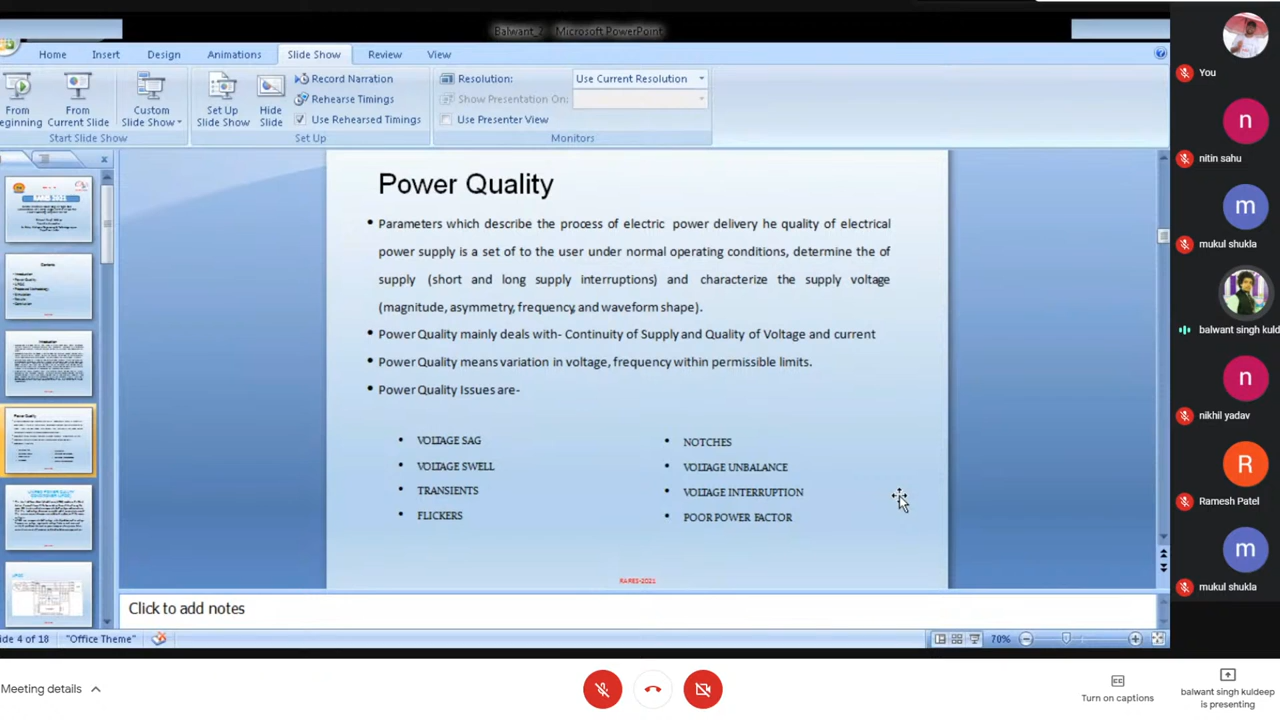 Balwant_2 Microsoft PowerPoint
Home Insert Design Animations Slide Show Review View
Record Narration
Rehearse Timings
Use Rehearsed Timings
From
eginning
From
Current Slide
Custom
Slide Show
Set Up
Slide Show
Hide
Slide
Resolution: Use Current Resolution
Show Presentation On:
Use Presenter View
Start Slide Show Set Up Monitors
Power Quality
• Parameters which describe the process of electric power delivery he quality of electrical
power supply is a set of to the user under normal operating conditions, determine the of
supply (short and long supply interruptions) and characterize the supply voltage
(magnitude, asymmetry, frequency, and waveform shape).
• Power Quality mainly deals with- Continuity of Supply and Quality of Voltage and current
• Power Quality means variation in voltage, frequency within permissible limits.
• Power Quality Issues are-
• VOLTAGE SAG
• VOLTAGE SWELL
• TRANSIENTS
• FLICKERS
• NOTCHES
• VOLTAGE UNBALANCE
• VOLTAGE INTERRUPTION
• POOR POWER FACTOR
RARES-2021
Click to add notes
ide 4 of 18 "Office Theme" 70%
You
n
nitin sahu
m
mukul shukla
balwant singh kuld
n
nikhil yadav
R
Ramesh Patel
m
mukul shukla
Meeting details
CC
Turn on captions
balwant singh kuldeep
is presenting